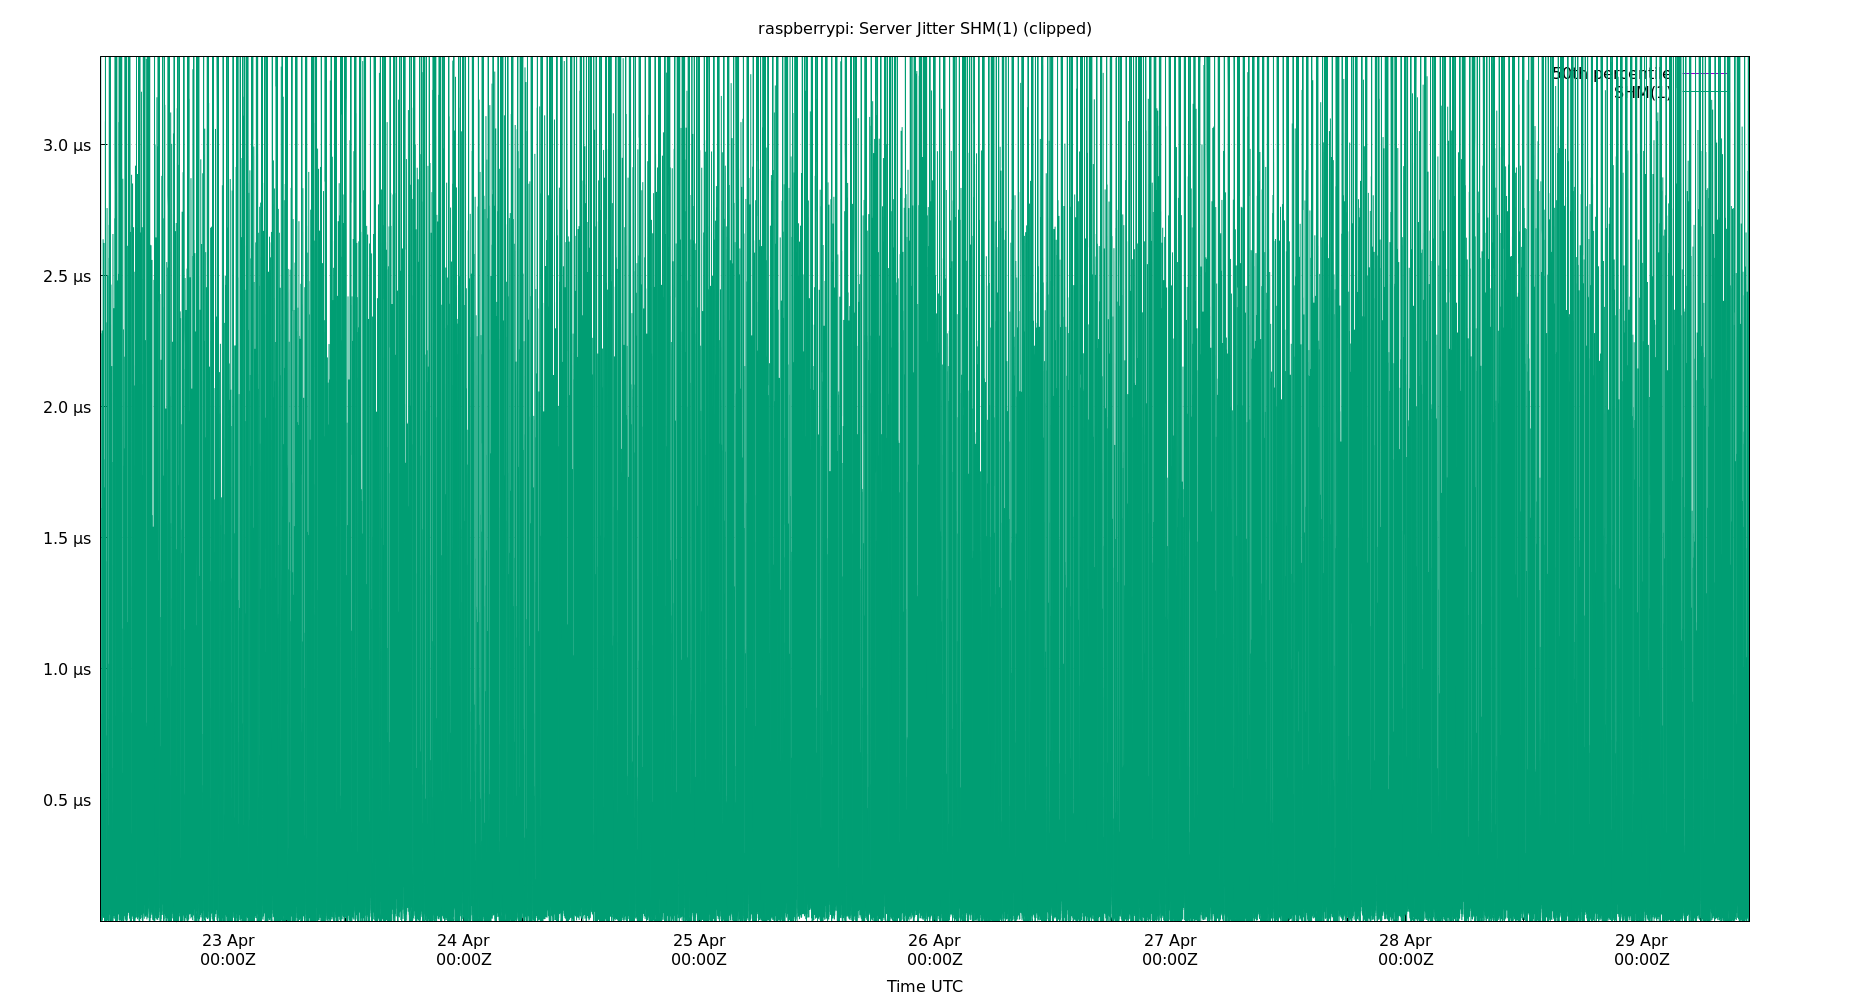 raspberrypi: Server Jitter SHM(1) (clipped)
50th percentile
SHM(1)
3.0 µs
2.5 µs
2.0 µs
1.5 µs
1.0 µs
0.5 µs
23 Apr 24 Apr 25 Apr 26 Apr 27 Apr 28 Apr 29 Apr
00:00Z 00:00Z 00:00Z 00:00Z 00:00Z 00:00Z 00:00Z
Time UTC